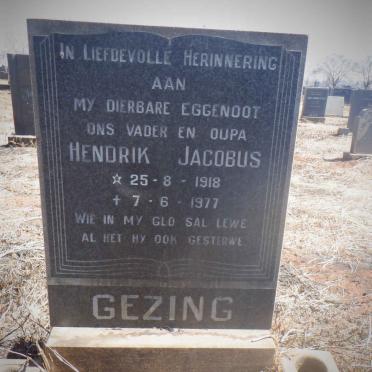 IN LIEFDEVOLLE HERINNERING
AAN
MY DIERBARE EGGENOOT
ONS VADER EN OUPA
HENDRIK JACOBUS
☆ 25-8-1918
✝ 7-6-1977
WIE IN MY GLO SAL LEWE
AL HET HY OOK GESTERWE
GEZING